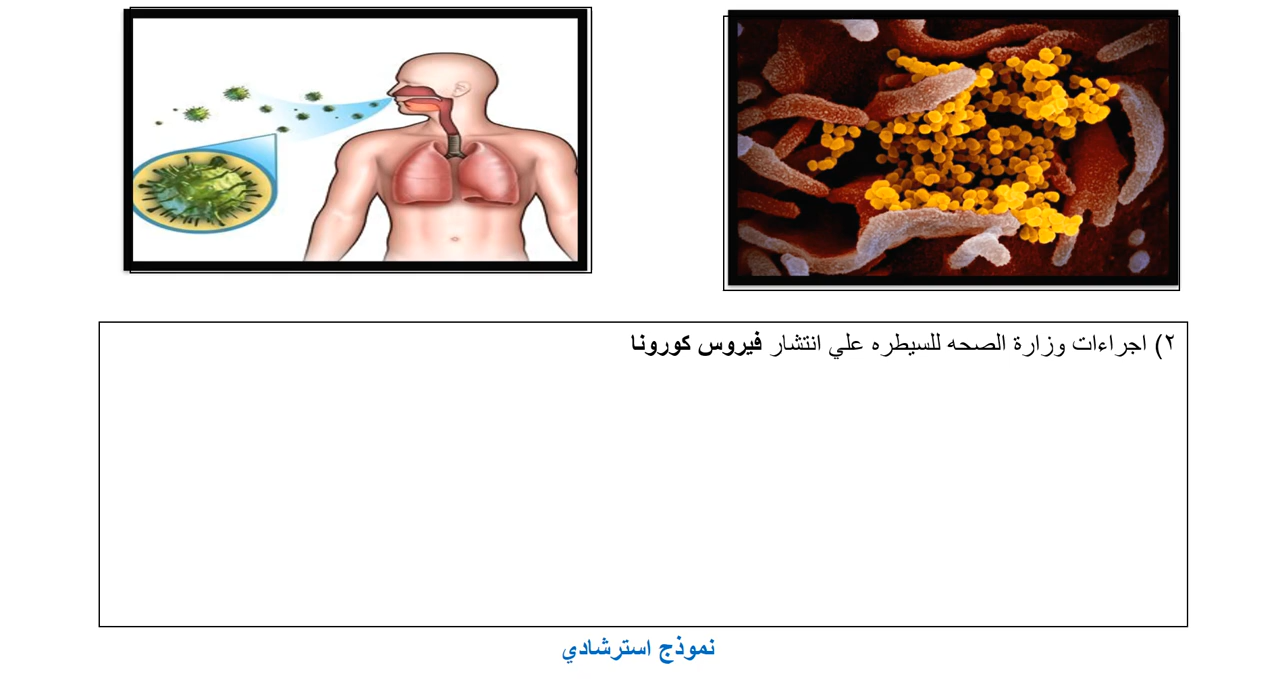 ٢) اجراءات وزارة الصحه للسيطره علي انتشار فيروس كورونا
نموذج استرشادي